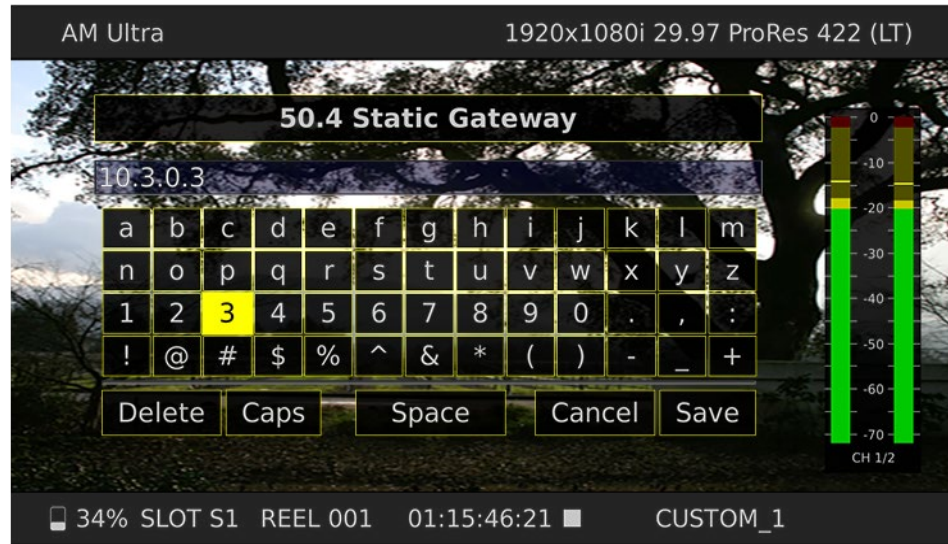 AM Ultra 1920x1080i 29.97 ProRes 422 (LT)
50.4 Static Gateway
10.3.0.3
a b c d e f g h i j k l m
n o p q r s t u v w x y z
1 2 3 4 5 6 7 8 9 0 . , :
! @ # $ % ^ & * ( ) - _ +
Delete Caps Space Cancel Save
0
-10
-20
-30
-40
-50
-60
-70
CH 1/2
34% SLOT S1 REEL 001 01:15:46:21 CUSTOM_1